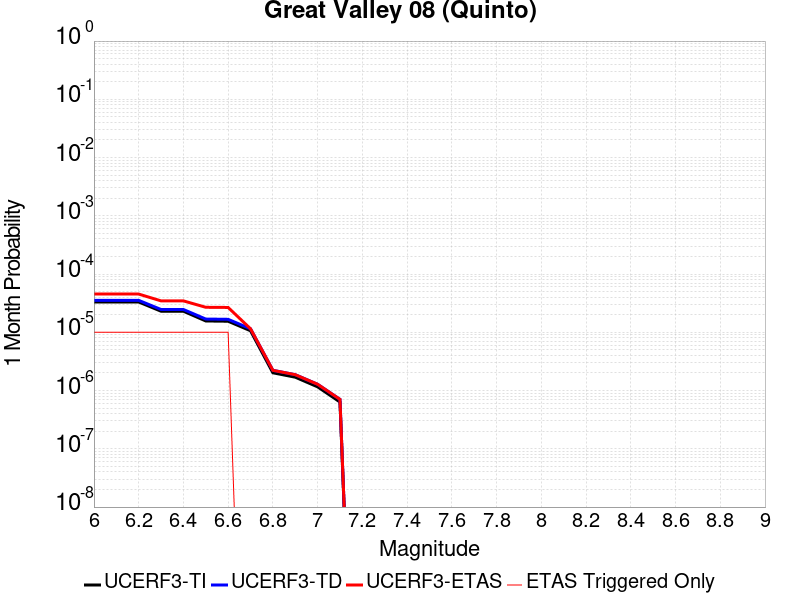 Great Valley 08 (Quinto)
10^0
10^-1
10^-2
10^-3
10^-4
10^-5
10^-6
10^-7
10^-8
1 Month Probability
6 6.2 6.4 6.6 6.8 7 7.2 7.4 7.6 7.8 8 8.2 8.4 8.6 8.8 9
Magnitude
UCERF3-TI UCERF3-TD UCERF3-ETAS ETAS Triggered Only